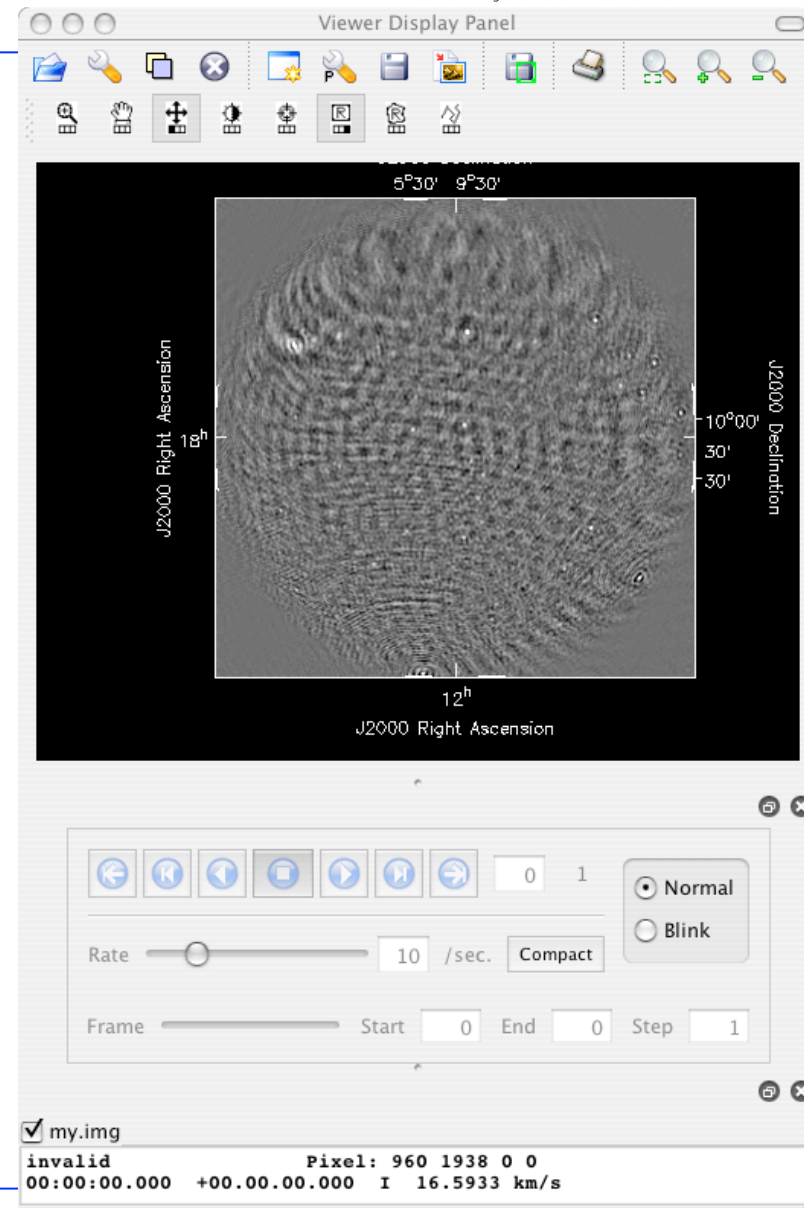 Viewer Display Panel
P
R
R
J2000 Declination
5°30' 9°30'
J2000 Right Ascension
18ʰ
10°00'
30'
30'
J2000 Declination
12ʰ
J2000 Right Ascension
0 1
Normal
Blink
Rate 10 /sec. Compact
Frame Start 0 End 0 Step 1
my.img
invalid Pixel: 960 1938 0 0
00:00:00.000 +00.00.00.000 I 16.5933 km/s